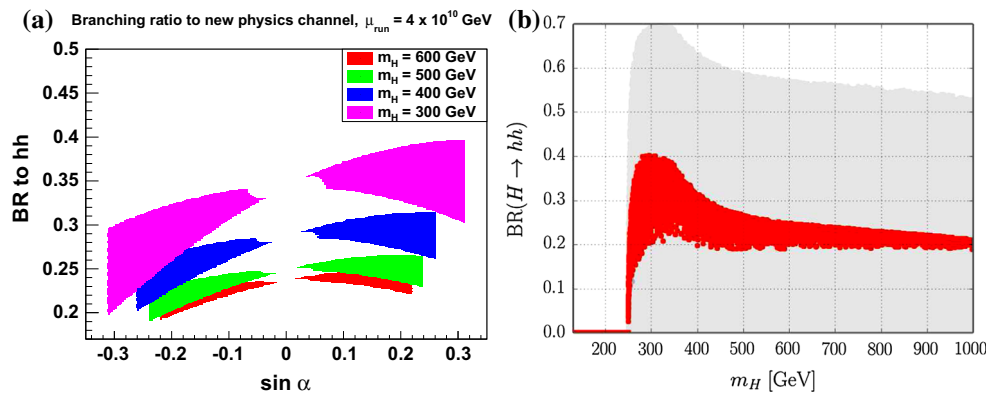 (a)
Branching ratio to new physics channel, μrun = 4 x 10^10 GeV
BR to hh
0.5
0.45
0.4
0.35
0.3
0.25
0.2
mH = 600 GeV
mH = 500 GeV
mH = 400 GeV
mH = 300 GeV
-0.3 -0.2 -0.1 0 0.1 0.2 0.3
sin α
(b)
BR(H → hh)
0.7
0.6
0.5
0.4
0.3
0.2
0.1
0.0
200 300 400 500 600 700 800 900 1000
mH [GeV]